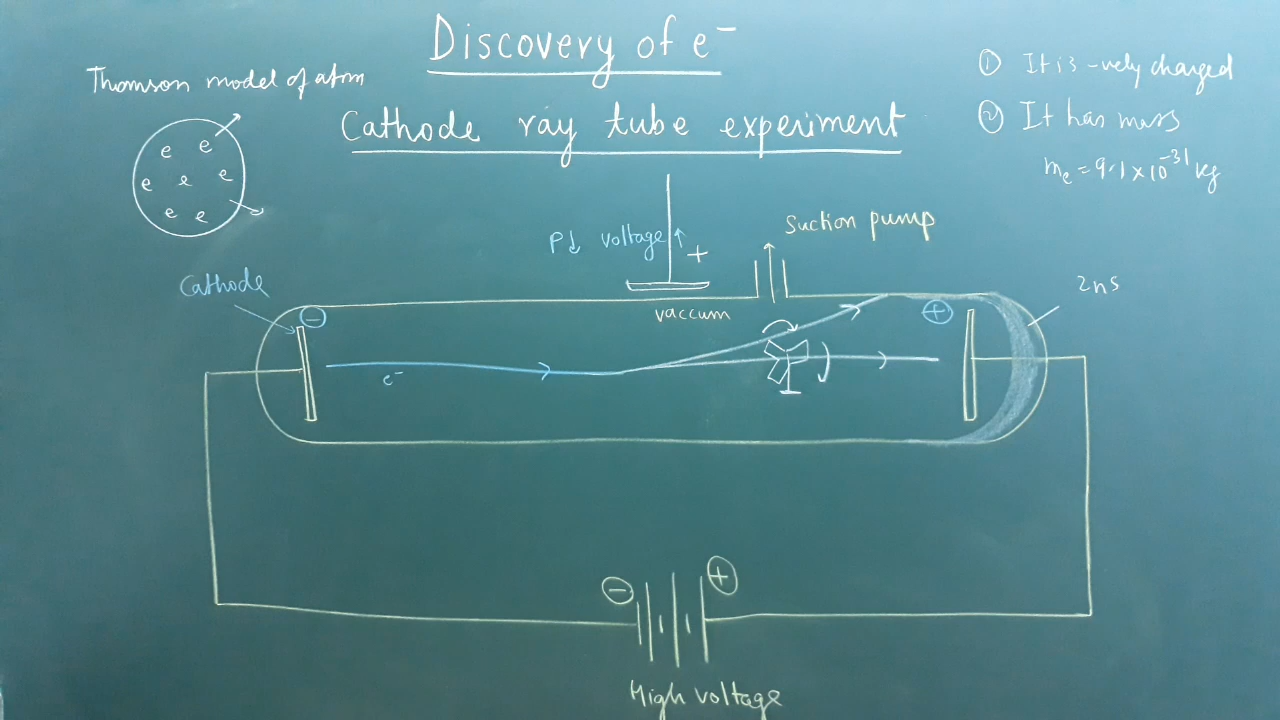 Discovery of e⁻
Thomson model of atom
Cathode ray tube experiment
① It is -vely charged
② It has mass
mₑ = 9.1 x 10⁻³¹ kg
e e
e e e
e e
P↓ voltage↑ +
Suction pump
Cathode
vaccum
ZnS
⊖
⊕
e⁻
⊖ ⊕
High voltage